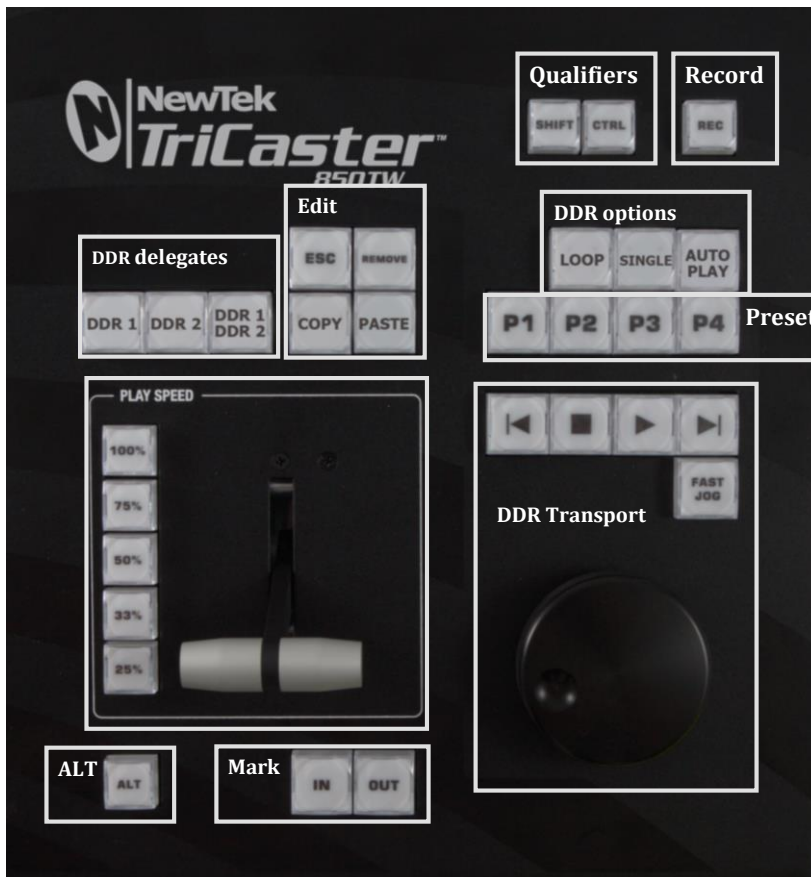 Qualifiers
SHIFT CTRL
Record
REC
NewTek
TriCaster™
850TW
Edit
ESC REMOVE
COPY PASTE
DDR delegates
DDR 1 DDR 2 DDR 1 DDR 2
DDR options
LOOP SINGLE AUTO PLAY
P1 P2 P3 P4 Preset
PLAY SPEED
100%
75%
50%
33%
25%
FAST JOG
DDR Transport
ALT
ALT
Mark
IN OUT